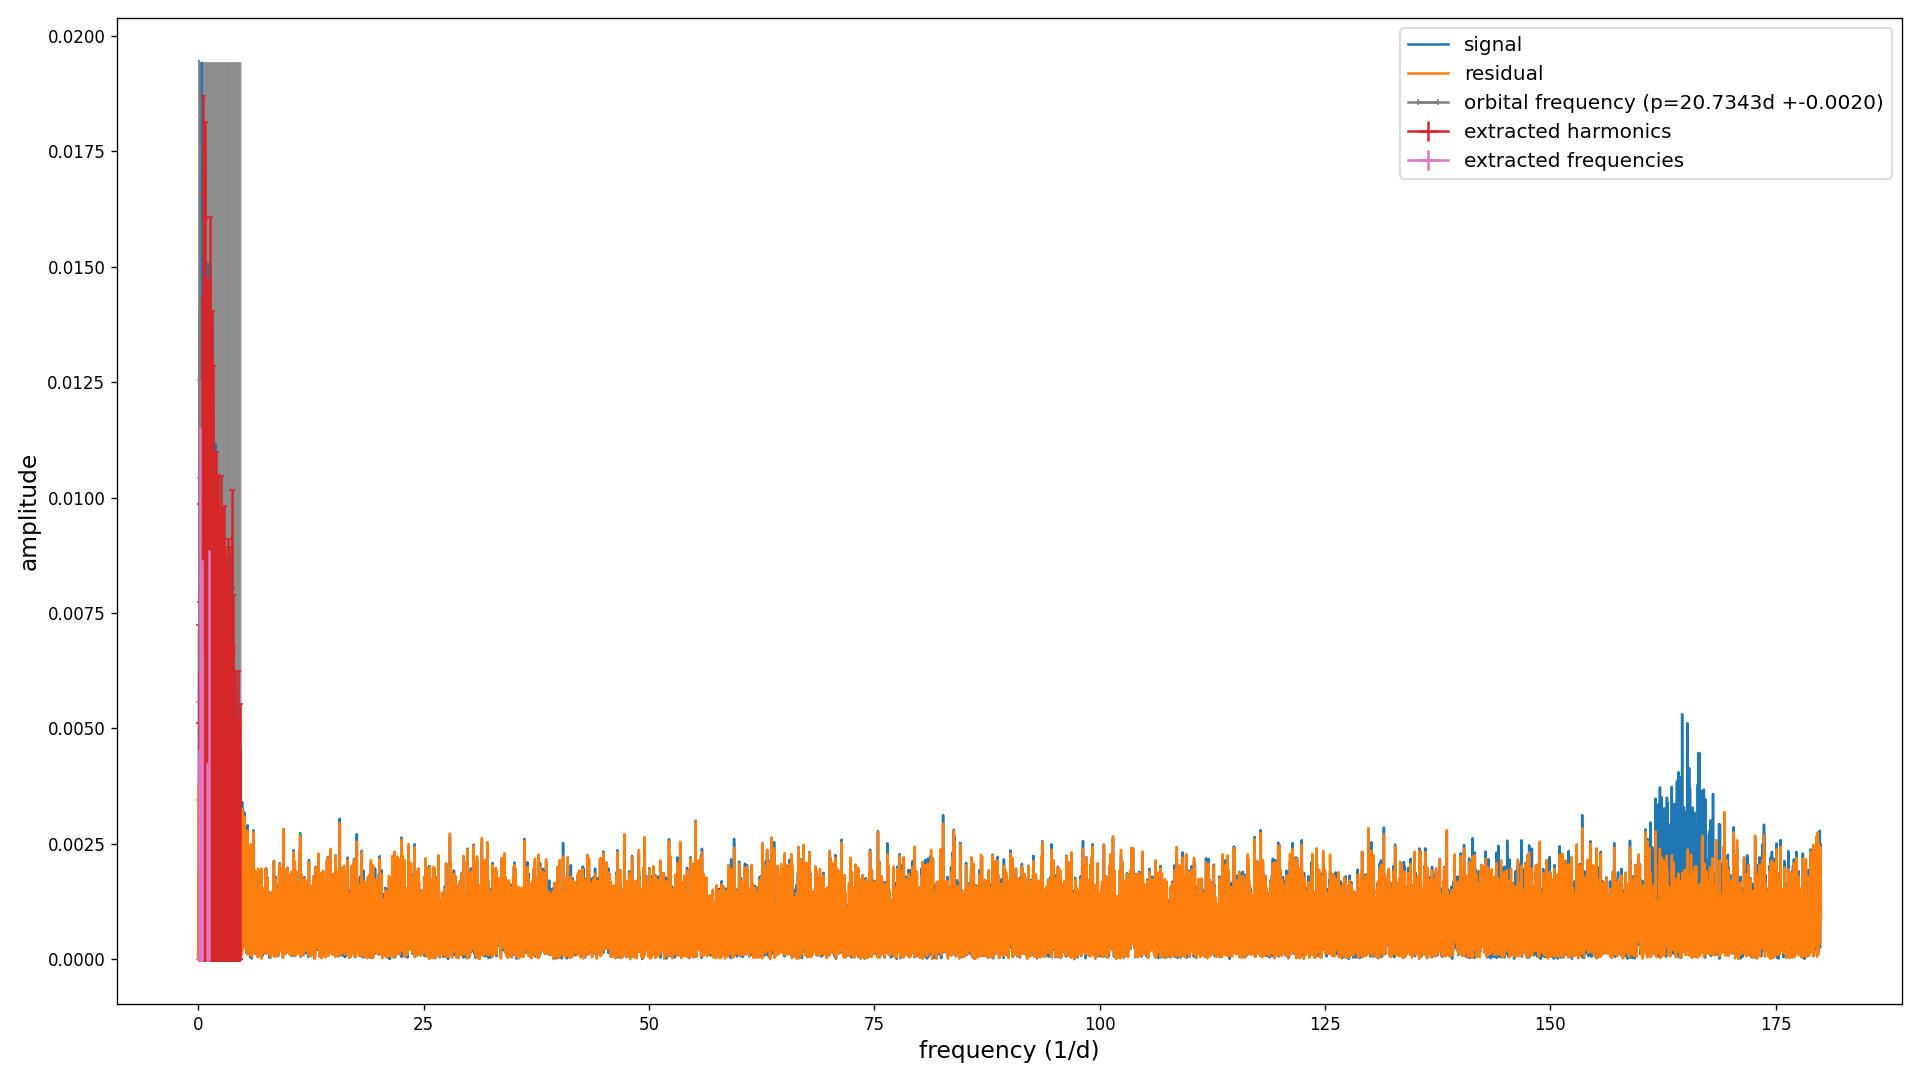 0.0200
0.0175
0.0150
0.0125
0.0100
0.0075
0.0050
0.0025
0.0000
amplitude
0 25 50 75 100 125 150 175
frequency (1/d)
signal
residual
orbital frequency (p=20.7343d +-0.0020)
extracted harmonics
extracted frequencies